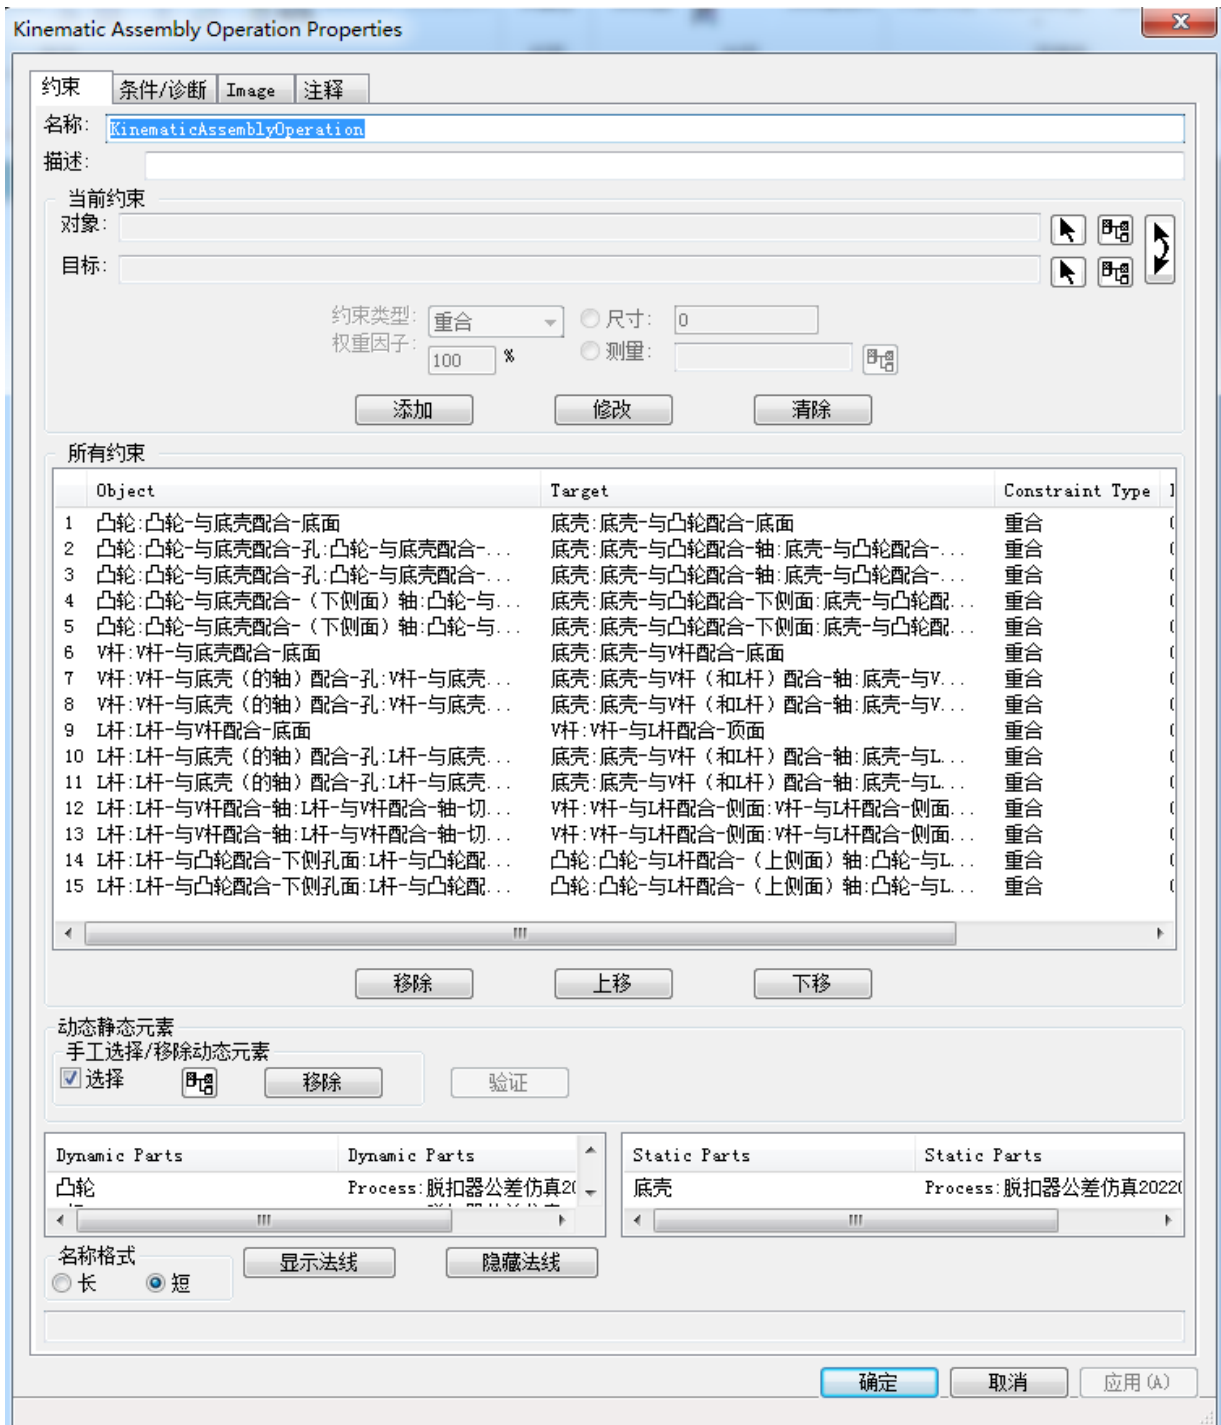 Kinematic Assembly Operation Properties
约束 条件/诊断 Image 注释
名称: KinematicAssemblyOperation
描述:
当前约束
对象:
目标:
约束类型: 重合 尺寸: 0
权重因子: 100 % 测量:
添加 修改 清除
所有约束
Object Target Constraint Type
1 凸轮:凸轮-与底壳配合-底面 底壳:底壳-与凸轮配合-底面 重合
2 凸轮:凸轮-与底壳配合-孔:凸轮-与底壳配合-... 底壳:底壳-与凸轮配合-轴:底壳-与凸轮配合-... 重合
3 凸轮:凸轮-与底壳配合-孔:凸轮-与底壳配合-... 底壳:底壳-与凸轮配合-轴:底壳-与凸轮配合-... 重合
4 凸轮:凸轮-与底壳配合-（下侧面）轴:凸轮-与... 底壳:底壳-与凸轮配合-下侧面:底壳-与凸轮配... 重合
5 凸轮:凸轮-与底壳配合-（下侧面）轴:凸轮-与... 底壳:底壳-与凸轮配合-下侧面:底壳-与凸轮配... 重合
6 V杆:V杆-与底壳配合-底面 底壳:底壳-与V杆配合-底面 重合
7 V杆:V杆-与底壳（的轴）配合-孔:V杆-与底壳... 底壳:底壳-与V杆（和L杆）配合-轴:底壳-与V... 重合
8 V杆:V杆-与底壳（的轴）配合-孔:V杆-与底壳... 底壳:底壳-与V杆（和L杆）配合-轴:底壳-与V... 重合
9 L杆:L杆-与V杆配合-底面 V杆:V杆-与L杆配合-顶面 重合
10 L杆:L杆-与底壳（的轴）配合-孔:L杆-与底壳... 底壳:底壳-与V杆（和L杆）配合-轴:底壳-与L... 重合
11 L杆:L杆-与底壳（的轴）配合-孔:L杆-与底壳... 底壳:底壳-与V杆（和L杆）配合-轴:底壳-与L... 重合
12 L杆:L杆-与V杆配合-轴:L杆-与V杆配合-轴-切... V杆:V杆-与L杆配合-侧面:V杆-与L杆配合-侧面... 重合
13 L杆:L杆-与V杆配合-轴:L杆-与V杆配合-轴-切... V杆:V杆-与L杆配合-侧面:V杆-与L杆配合-侧面... 重合
14 L杆:L杆-与凸轮配合-下侧孔面:L杆-与凸轮配... 凸轮:凸轮-与L杆配合-（上侧面）轴:凸轮-与L... 重合
15 L杆:L杆-与凸轮配合-下侧孔面:L杆-与凸轮配... 凸轮:凸轮-与L杆配合-（上侧面）轴:凸轮-与L... 重合
移除 上移 下移
动态静态元素
手工选择/移除动态元素
选择 移除 验证
Dynamic Parts Dynamic Parts Static Parts Static Parts
凸轮 Process:脱扣器公差仿真20 底壳 Process:脱扣器公差仿真2022
名称格式
长 短 显示法线 隐藏法线
确定 取消 应用(A)